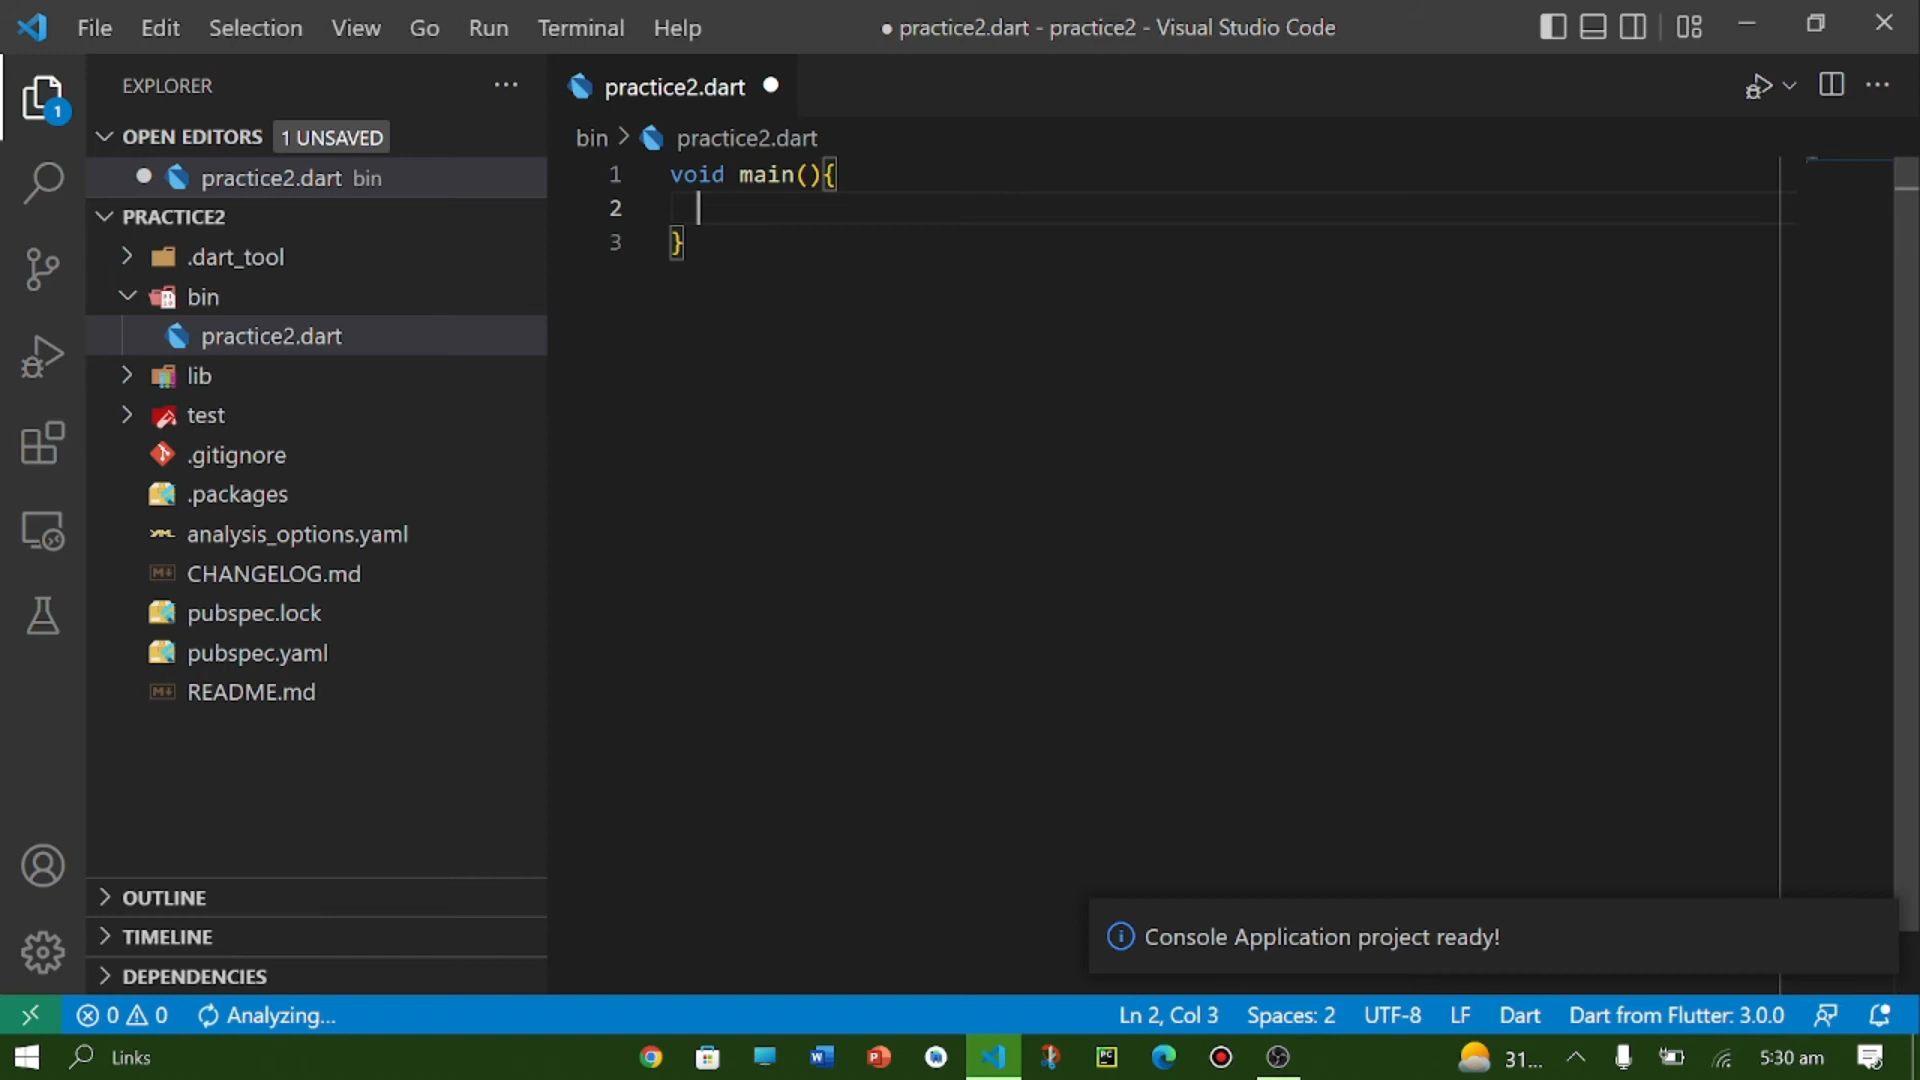 File Edit Selection View Go Run Terminal Help ● practice2.dart - practice2 - Visual Studio Code
EXPLORER
practice2.dart
1
OPEN EDITORS 1 UNSAVED
bin > practice2.dart
practice2.dart bin
1 void main(){
2
3 }
PRACTICE2
.dart_tool
bin
practice2.dart
lib
test
.gitignore
.packages
analysis_options.yaml
CHANGELOG.md
pubspec.lock
pubspec.yaml
README.md
OUTLINE
TIMELINE
DEPENDENCIES
Console Application project ready!
0 0 Analyzing... Ln 2, Col 3 Spaces: 2 UTF-8 LF Dart Dart from Flutter: 3.0.0
Links 31... 5:30 am